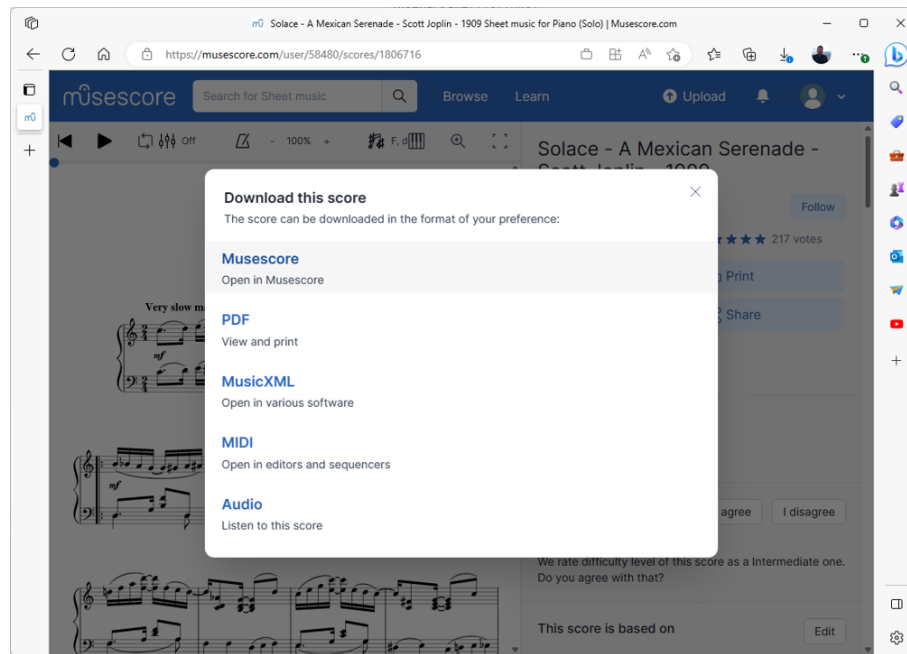 Solace - A Mexican Serenade - Scott Joplin - 1909 Sheet music for Piano (Solo) | Musescore.com
https://musescore.com/user/58480/scores/1806716
musescore
Search for Sheet music
Browse
Learn
Upload
Off
- 100% +
F, d
Solace - A Mexican Serenade -
Follow
217 votes
Print
Share
Download this score
The score can be downloaded in the format of your preference:
Musescore
Open in Musescore
PDF
View and print
MusicXML
Open in various software
MIDI
Open in editors and sequencers
Audio
Listen to this score
Very slow
mf
mf
agree
I disagree
We rate difficulty level of this score as a Intermediate one.
Do you agree with that?
This score is based on
Edit